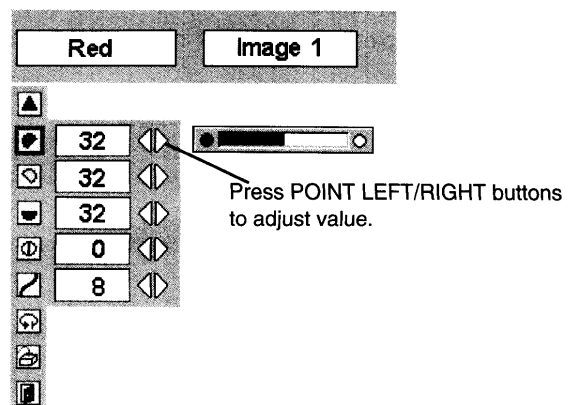 Red Image 1
32
32
Press POINT LEFT/RIGHT buttons
to adjust value.
32
0
8